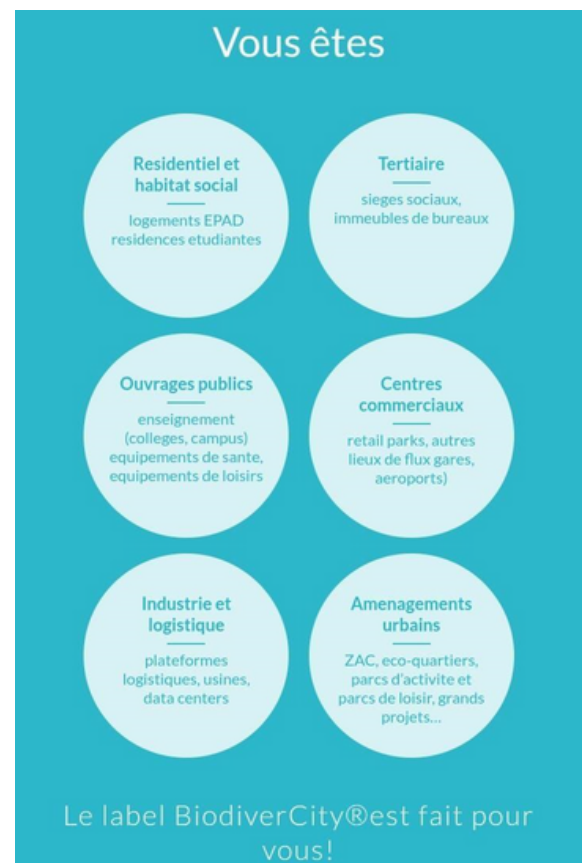 Vous êtes
Residentiel et
habitat social
logements EPAD
residences etudiantes
Tertiaire
sieges sociaux,
immeubles de bureaux
Ouvrages publics
enseignement
(colleges, campus)
equipements de sante,
equipements de loisirs
Centres
commerciaux
retail parks, autres
lieux de flux gares,
aeroports)
Industrie et
logistique
plateformes
logistiques, usines,
data centers
Amenagements
urbains
ZAC, eco-quartiers,
parcs d'activite et
parcs de loisir, grands
projets...
Le label BiodiverCity®est fait pour
vous!